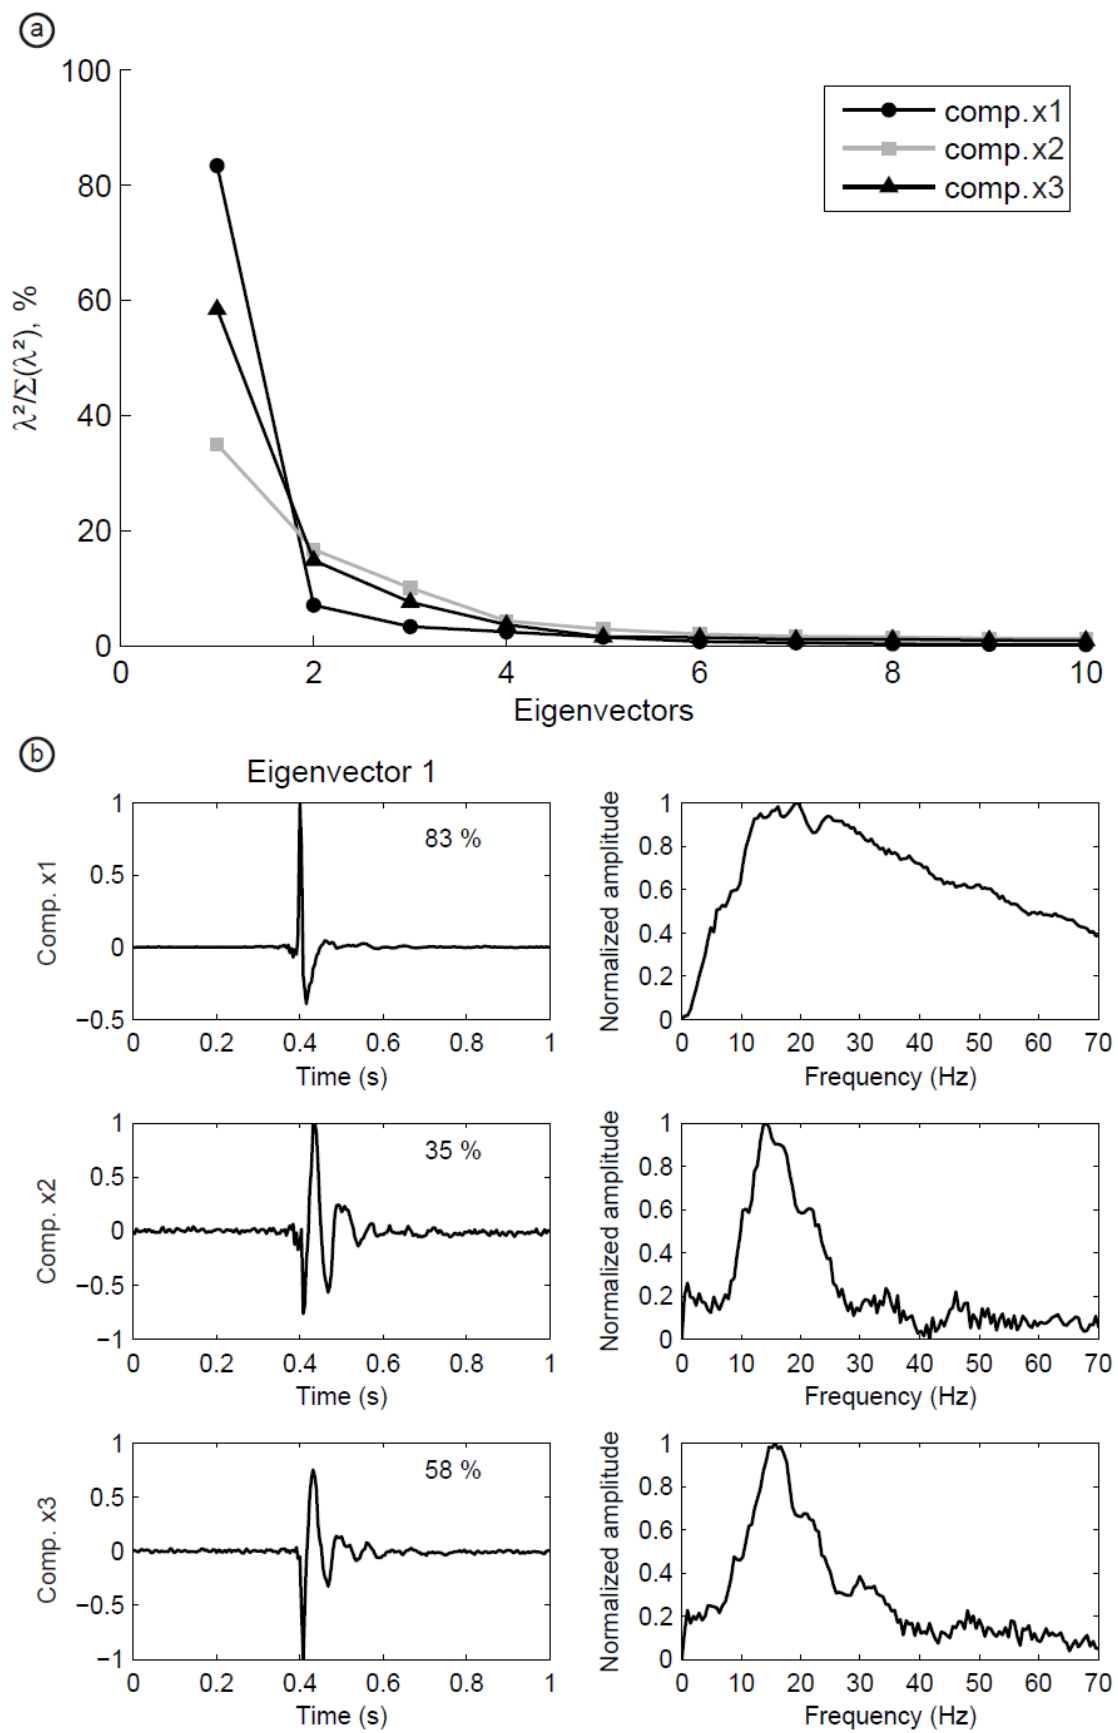 a
100
80
60
40
20
0
λ²/Σ(λ²), %
comp. x1
comp. x2
comp. x3
0 2 4 6 8 10
Eigenvectors
b
Eigenvector 1
1
0.5
0
−0.5
Comp. x1
83 %
0 0.2 0.4 0.6 0.8 1
Time (s)
1
0.8
0.6
0.4
0.2
0
Normalized amplitude
0 10 20 30 40 50 60 70
Frequency (Hz)
1
0.5
0
−0.5
−1
Comp. x2
35 %
0 0.2 0.4 0.6 0.8 1
Time (s)
1
0.8
0.6
0.4
0.2
0
Normalized amplitude
0 10 20 30 40 50 60 70
Frequency (Hz)
1
0.5
0
−0.5
−1
Comp. x3
58 %
0 0.2 0.4 0.6 0.8 1
Time (s)
1
0.8
0.6
0.4
0.2
0
Normalized amplitude
0 10 20 30 40 50 60 70
Frequency (Hz)